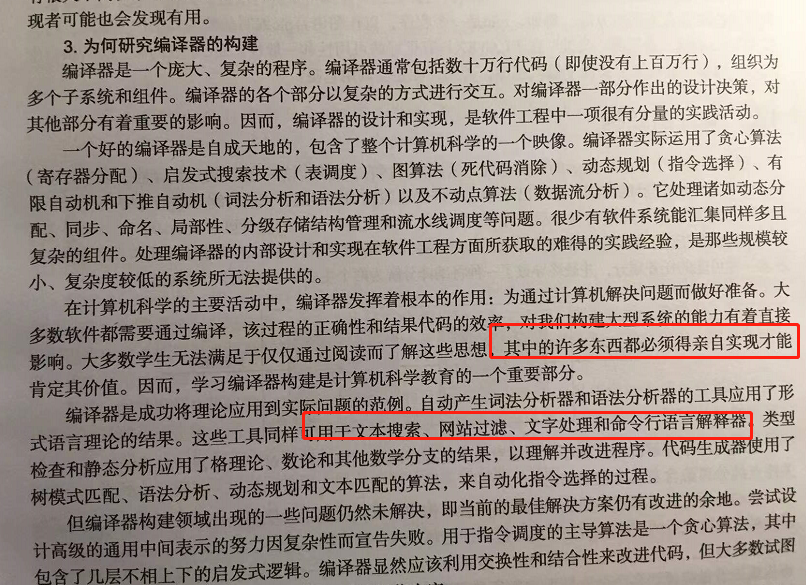 现者可能也会发现有用。
3. 为何研究编译器的构建
编译器是一个庞大、复杂的程序。编译器通常包括数十万行代码（即使没有上百万行），组织为
多个子系统和组件。编译器的各个部分以复杂的方式进行交互。对编译器一部分作出的设计决策，对
其他部分有着重要的影响。因而，编译器的设计和实现，是软件工程中一项很有分量的实践活动。
一个好的编译器是自成天地的，包含了整个计算机科学的一个映像。编译器实际运用了贪心算法
（寄存器分配）、启发式搜索技术（表调度）、图算法（死代码消除）、动态规划（指令选择）、有
限自动机和下推自动机（词法分析和语法分析）以及不动点算法（数据流分析）。它处理诸如动态分
配、同步、命名、局部性、分级存储结构管理和流水线调度等问题。很少有软件系统能汇集同样多且
复杂的组件。处理编译器的内部设计和实现在软件工程方面所获取的难得的实践经验，是那些规模较
小、复杂度较低的系统所无法提供的。
在计算机科学的主要活动中，编译器发挥着根本的作用：为通过计算机解决问题而做好准备。大
多数软件都需要通过编译，该过程的正确性和结果代码的效率，对我们构建大型系统的能力有着直接
影响。大多数学生无法满足于仅仅通过阅读而了解这些思想，其中的许多东西都必须得亲自实现才能
肯定其价值。因而，学习编译器构建是计算机科学教育的一个重要部分。
编译器是成功将理论应用到实际问题的范例。自动产生词法分析器和语法分析器的工具应用了形
式语言理论的结果。这些工具同样可用于文本搜索、网站过滤、文字处理和命令行语言解释器。类型
检查和静态分析应用了格理论、数论和其他数学分支的结果，以理解并改进程序。代码生成器使用了
树模式匹配、语法分析、动态规划和文本匹配的算法，来自动化指令选择的过程。
但编译器构建领域出现的一些问题仍然未解决，即当前的最佳解决方案仍有改进的余地。尝试设
计高级的通用中间表示的努力因复杂性而宣告失败。用于指令调度的主导算法是一个贪心算法，其中
包含了几层不相上下的启发式逻辑。编译器显然应该利用交换性和结合性来改进代码，但大多数试图